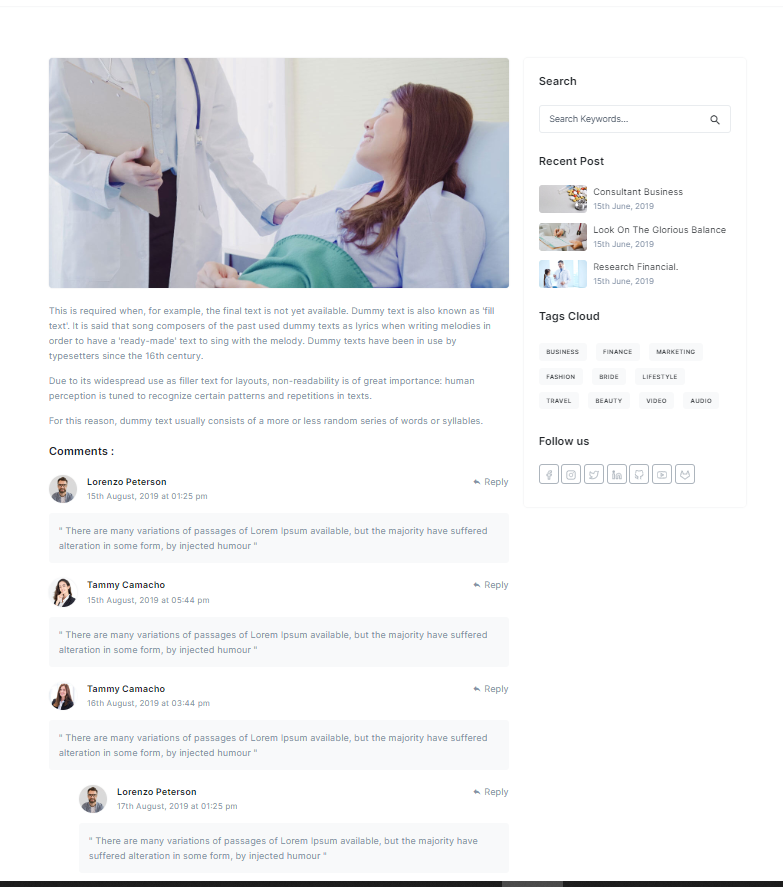 This is required when, for example, the final text is not yet available. Dummy text is also known as 'fill
text'. It is said that song composers of the past used dummy texts as lyrics when writing melodies in
order to have a 'ready-made' text to sing with the melody. Dummy texts have been in use by
typesetters since the 16th century.
Due to its widespread use as filler text for layouts, non-readability is of great importance: human
perception is tuned to recognize certain patterns and repetitions in texts.
For this reason, dummy text usually consists of a more or less random series of words or syllables.
Comments :
Lorenzo Peterson
Reply
15th August, 2019 at 01:25 pm
" There are many variations of passages of Lorem Ipsum available, but the majority have suffered
alteration in some form, by injected humour "
Tammy Camacho
Reply
15th August, 2019 at 05:44 pm
" There are many variations of passages of Lorem Ipsum available, but the majority have suffered
alteration in some form, by injected humour "
Tammy Camacho
Reply
16th August, 2019 at 03:44 pm
" There are many variations of passages of Lorem Ipsum available, but the majority have suffered
alteration in some form, by injected humour "
Lorenzo Peterson
Reply
17th August, 2019 at 01:25 pm
" There are many variations of passages of Lorem Ipsum available, but the majority have
suffered alteration in some form, by injected humour "
Search
Search Keywords...
Recent Post
Consultant Business
15th June, 2019
Look On The Glorious Balance
15th June, 2019
Research Financial.
15th June, 2019
Tags Cloud
BUSINESS FINANCE MARKETING
FASHION BRIDE LIFESTYLE
TRAVEL BEAUTY VIDEO AUDIO
Follow us